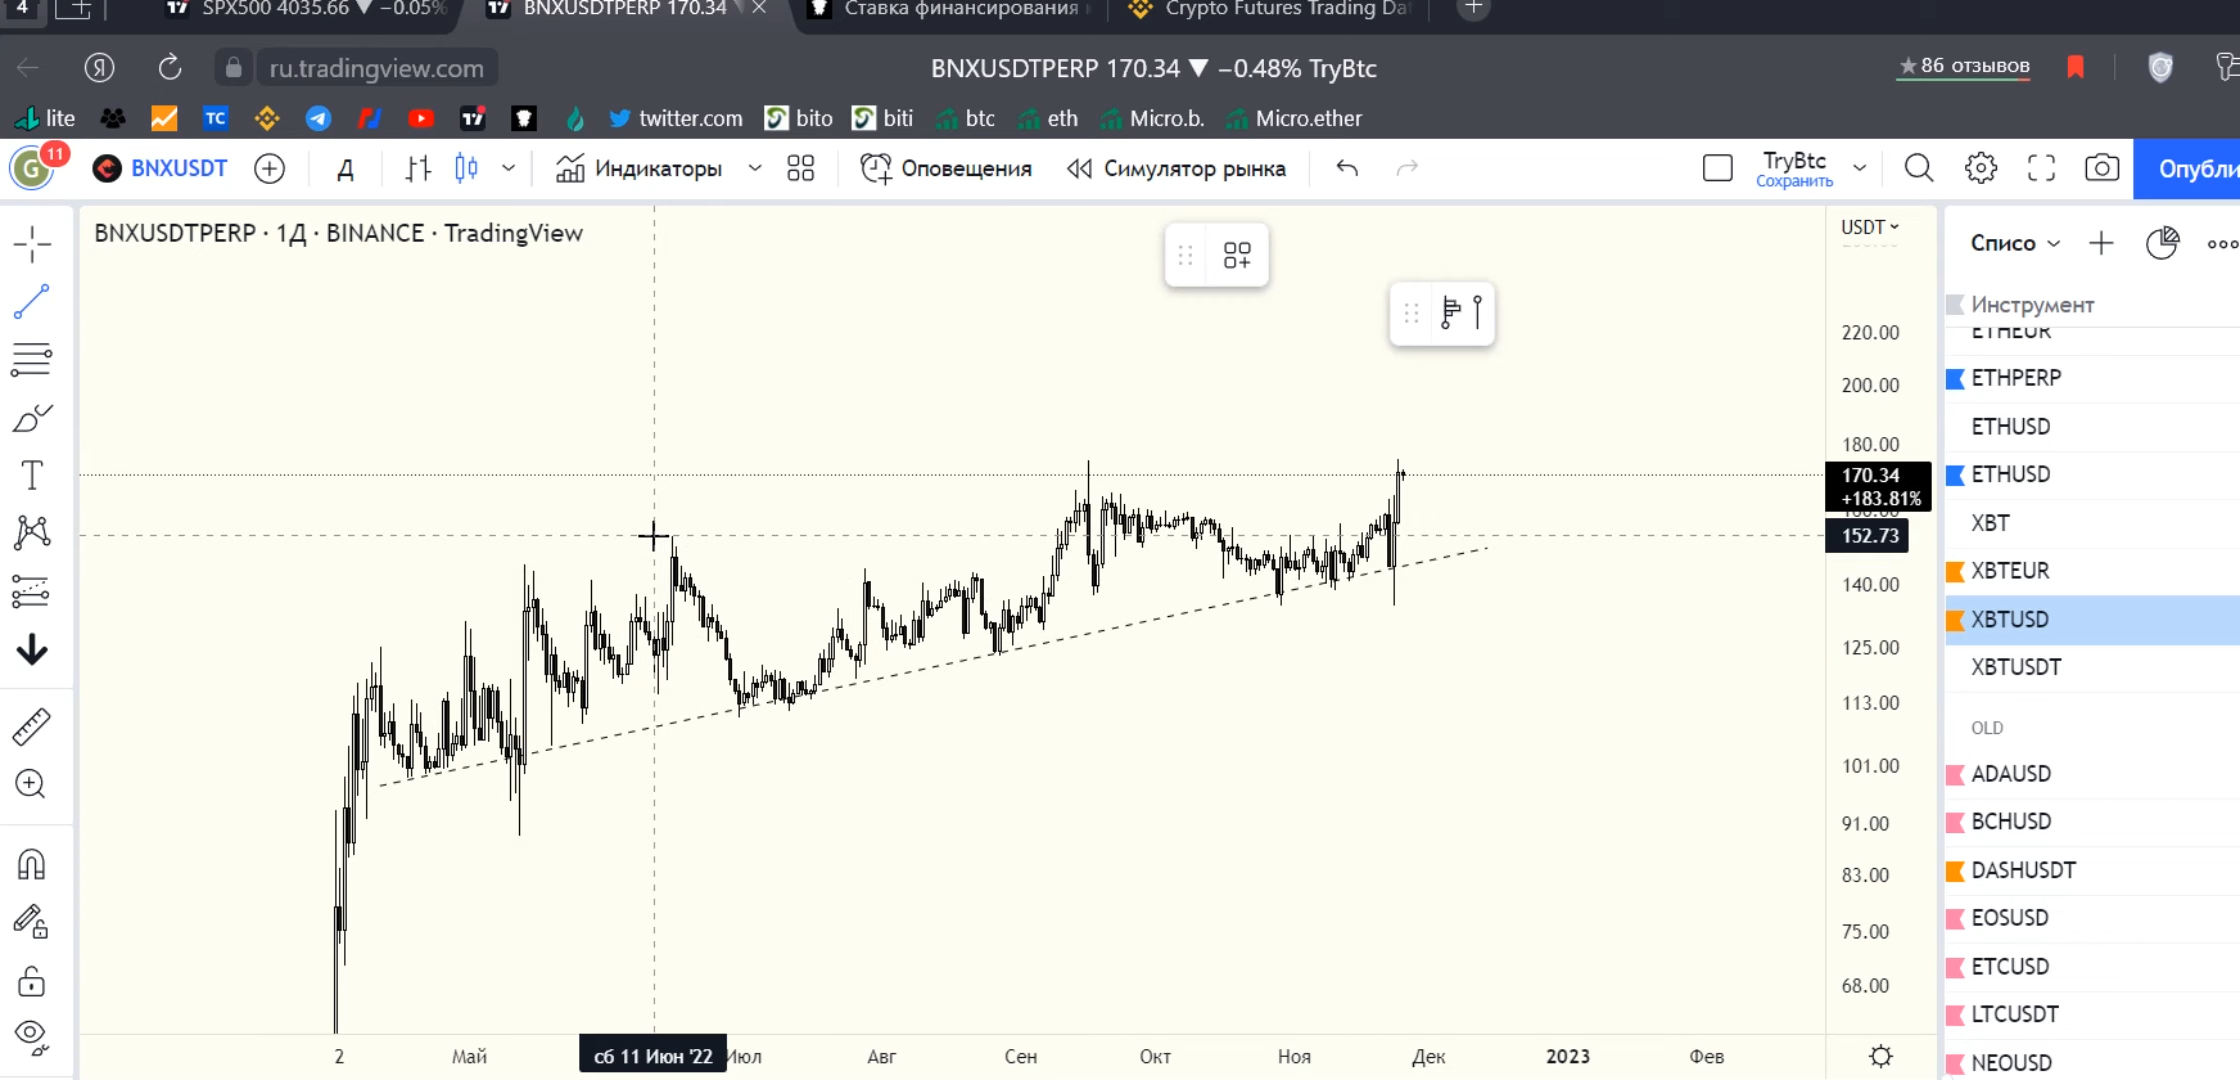 4
SPX500 4035.66 ▼ −0.05%
BNXUSDTPERP 170.34
Ставка финансирования
Crypto Futures Trading Da
ru.tradingview.com
BNXUSDTPERP 170.34 ▼ −0.48% TryBtc
★86 отзывов
lite
TC
twitter.com
bito
biti
btc
eth
Micro.b.
Micro.ether
G
11
BNXUSDT
Д
Индикаторы
Оповещения
Симулятор рынка
TryBtc
Сохранить
Опубли
BNXUSDTPERP · 1Д · BINANCE · TradingView
USDT
220.00
200.00
180.00
170.34
+183.81%
152.73
140.00
125.00
113.00
101.00
91.00
83.00
75.00
68.00
2
Май
сб 11 Июн '22
Июл
Авг
Сен
Окт
Ноя
Дек
2023
Фев
Списо
Инструмент
ETHEUR
ETHPERP
ETHUSD
ETHUSD
XBT
XBTEUR
XBTUSD
XBTUSDT
OLD
ADAUSD
BCHUSD
DASHUSDT
EOSUSD
ETCUSD
LTCUSDT
NEOUSD